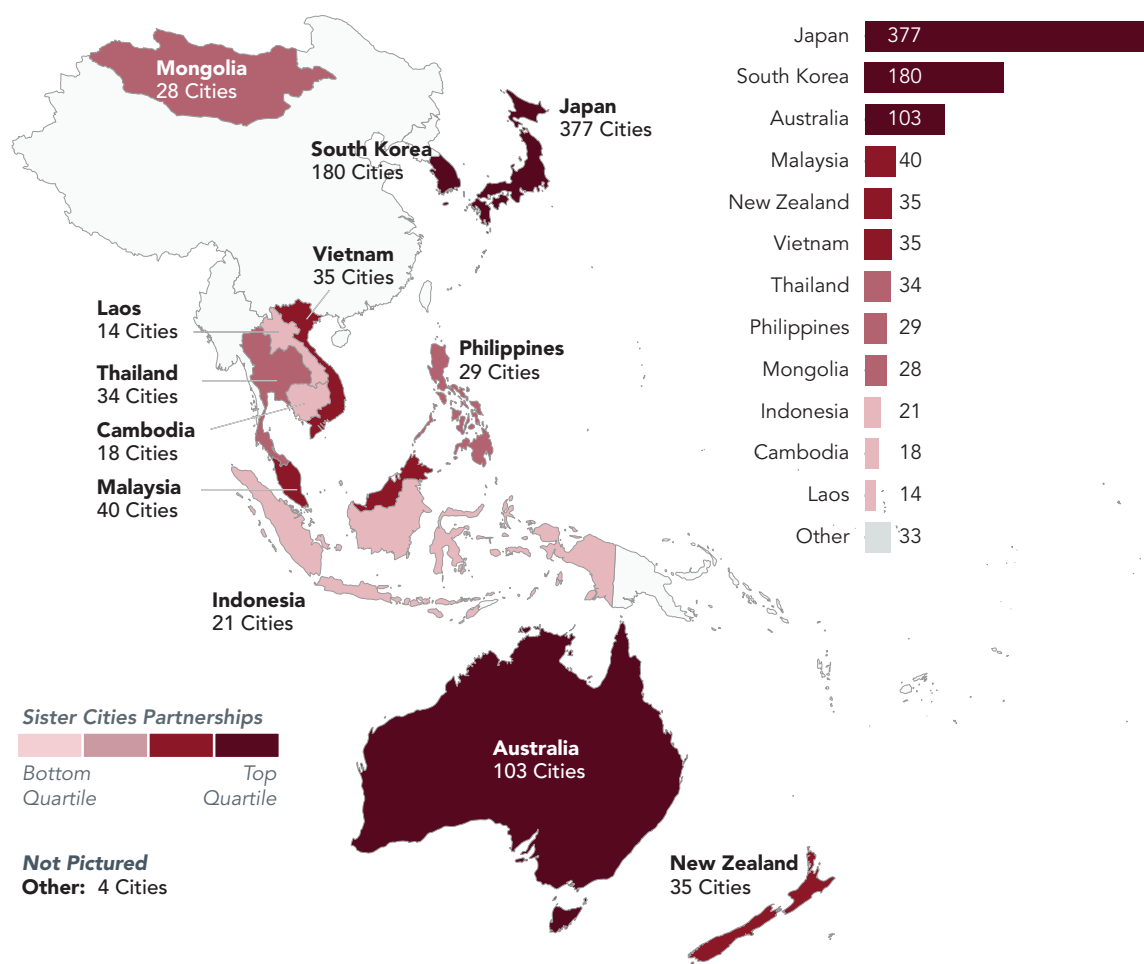 Mongolia
28 Cities
Japan
377 Cities
South Korea
180 Cities
Vietnam
35 Cities
Laos
14 Cities
Thailand
34 Cities
Cambodia
18 Cities
Malaysia
40 Cities
Philippines
29 Cities
Indonesia
21 Cities
Australia
103 Cities
New Zealand
35 Cities
Sister Cities Partnerships
Bottom Quartile
Top Quartile
Not Pictured
Other: 4 Cities
Japan 377
South Korea 180
Australia 103
Malaysia 40
New Zealand 35
Vietnam 35
Thailand 34
Philippines 29
Mongolia 28
Indonesia 21
Cambodia 18
Laos 14
Other 33